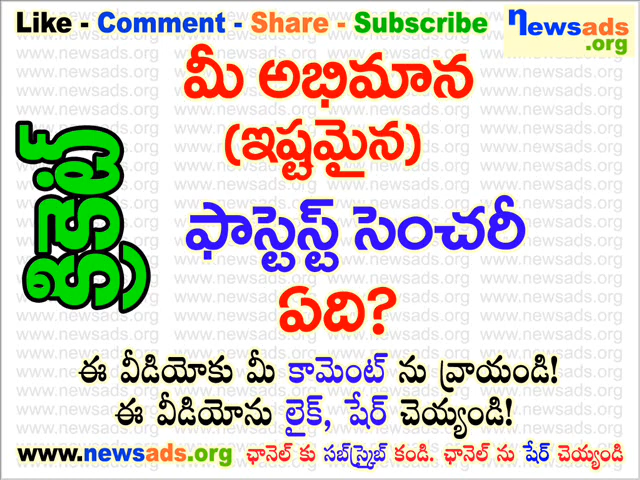 Like - Comment - Share - Subscribe
newsads
.org
మీ అభిమాన
(ఇష్టమైన)
క్రికెట్
ఫాస్టెస్ట్ సెంచరీ
ఏది?
ఈ వీడియోకు మీ కామెంట్ ను వ్రాయండి!
ఈ వీడియోను లైక్, షేర్ చెయ్యండి!
www.newsads.org ఛానెల్ కు సబ్‌స్క్రైబ్ కండి. ఛానెల్ ను షేర్ చెయ్యండి